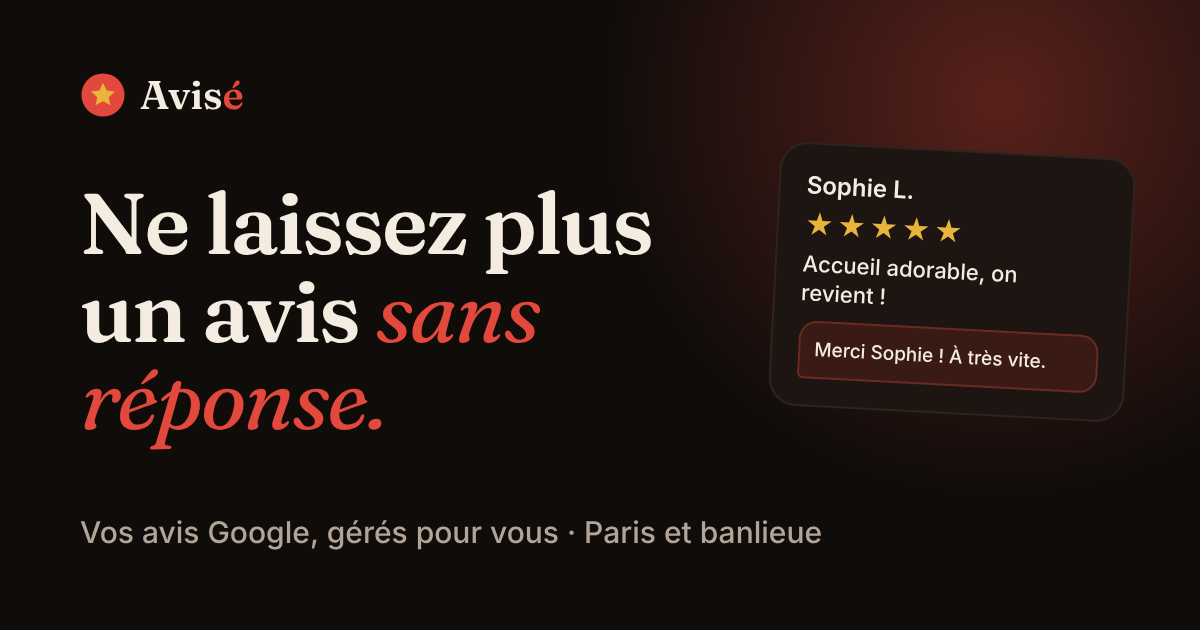 Avisé
Ne laissez plus
un avis sans
réponse.
Sophie L.
★★★★★
Accueil adorable, on
revient !
Merci Sophie ! À très vite.
Vos avis Google, gérés pour vous · Paris et banlieue